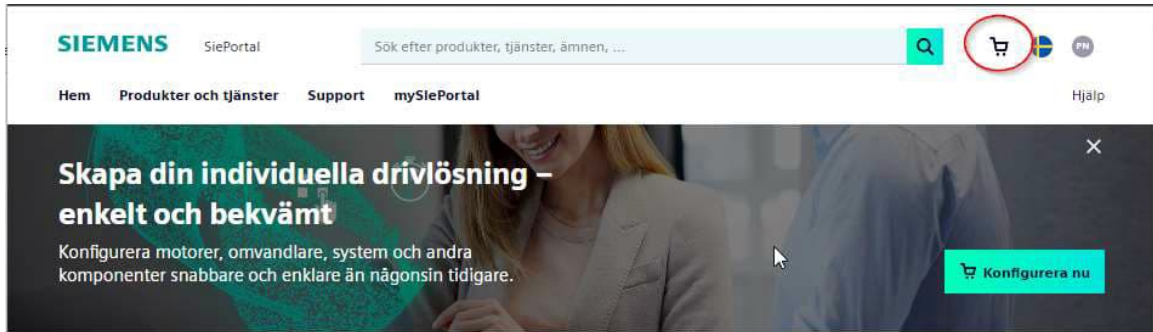 SIEMENS SiePortal Sök efter produkter, tjänster, ämnen, ... PN
Hem Produkter och tjänster Support mySiePortal Hjälp
Skapa din individuella drivlösning –
enkelt och bekvämt
Konfigurera motorer, omvandlare, system och andra
komponenter snabbare och enklare än någonsin tidigare.
Konfigurera nu